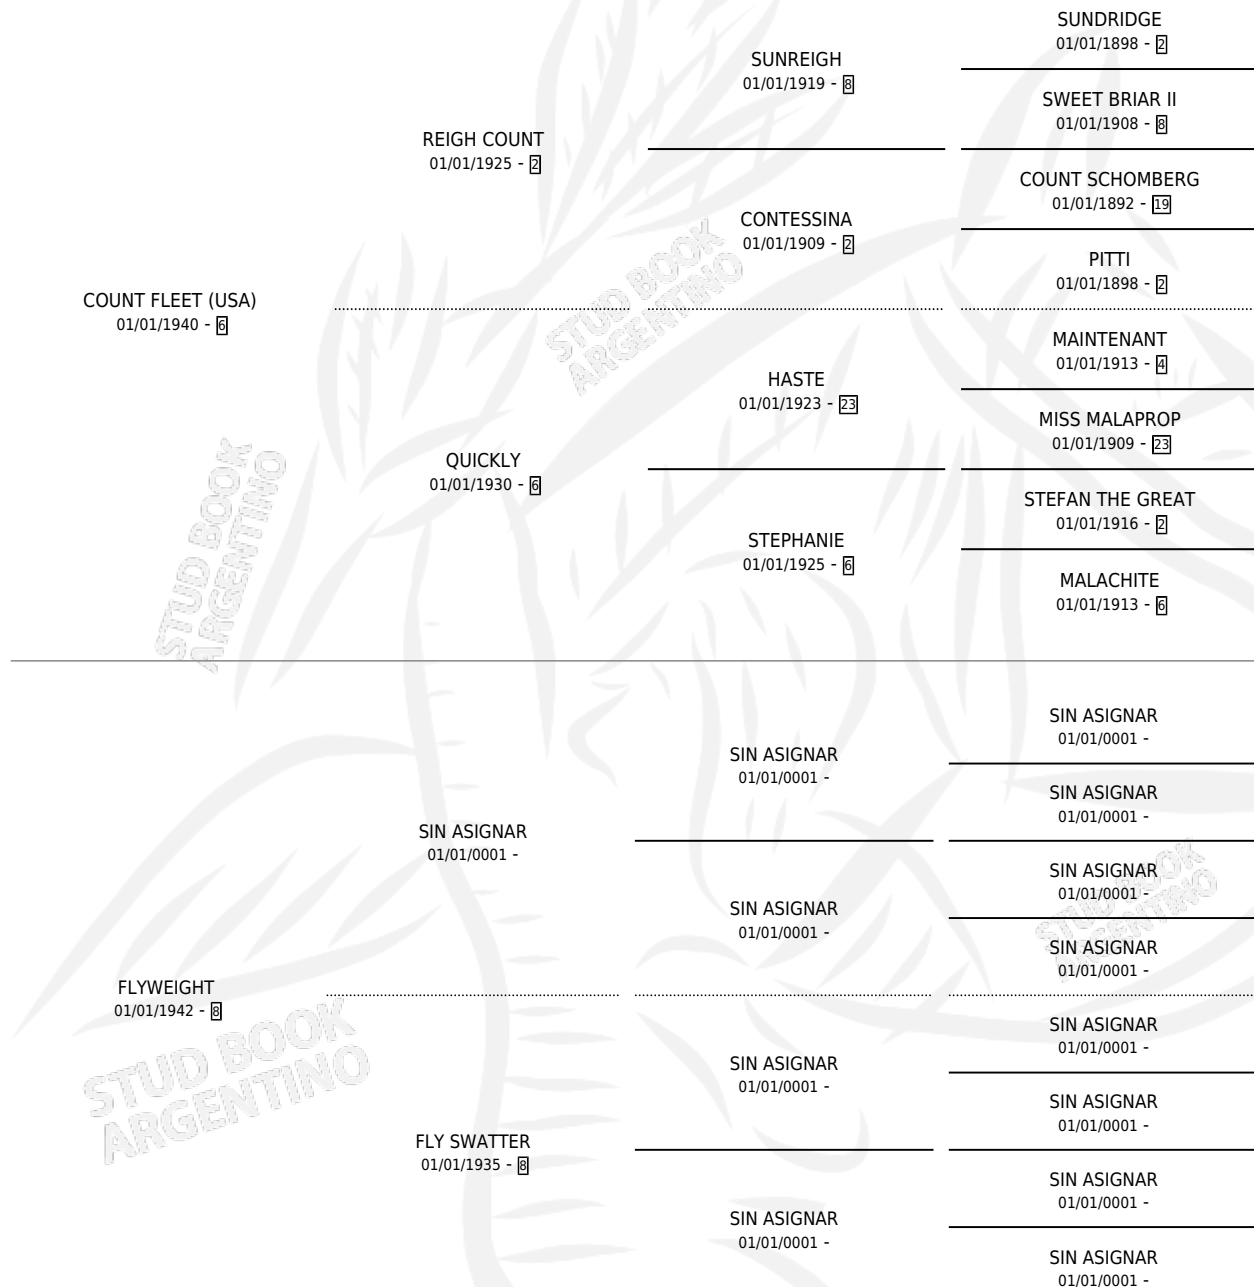 SUNDRIDGE
01/01/1898 - 2
SUNREIGH
01/01/1919 - 8
SWEET BRIAR II
01/01/1908 - 8
REIGH COUNT
01/01/1925 - 2
COUNT SCHOMBERG
01/01/1892 - 19
CONTESSINA
01/01/1909 - 2
PITTI
01/01/1898 - 2
COUNT FLEET (USA)
01/01/1940 - 6
MAINTENANT
01/01/1913 - 4
HASTE
01/01/1923 - 23
MISS MALAPROP
01/01/1909 - 23
QUICKLY
01/01/1930 - 6
STEFAN THE GREAT
01/01/1916 - 2
STEPHANIE
01/01/1925 - 6
MALACHITE
01/01/1913 - 6
SIN ASIGNAR
01/01/0001 -
SIN ASIGNAR
01/01/0001 -
SIN ASIGNAR
01/01/0001 -
SIN ASIGNAR
01/01/0001 -
SIN ASIGNAR
01/01/0001 -
SIN ASIGNAR
01/01/0001 -
SIN ASIGNAR
01/01/0001 -
FLYWEIGHT
01/01/1942 - 8
SIN ASIGNAR
01/01/0001 -
SIN ASIGNAR
01/01/0001 -
SIN ASIGNAR
01/01/0001 -
FLY SWATTER
01/01/1935 - 8
SIN ASIGNAR
01/01/0001 -
SIN ASIGNAR
01/01/0001 -
SIN ASIGNAR
01/01/0001 -
STUD BOOK
ARGENTINO
STUD BOOK
ARGENTINO
STUD BOOK
ARGENTINO
STUD BOOK
ARGENTINO